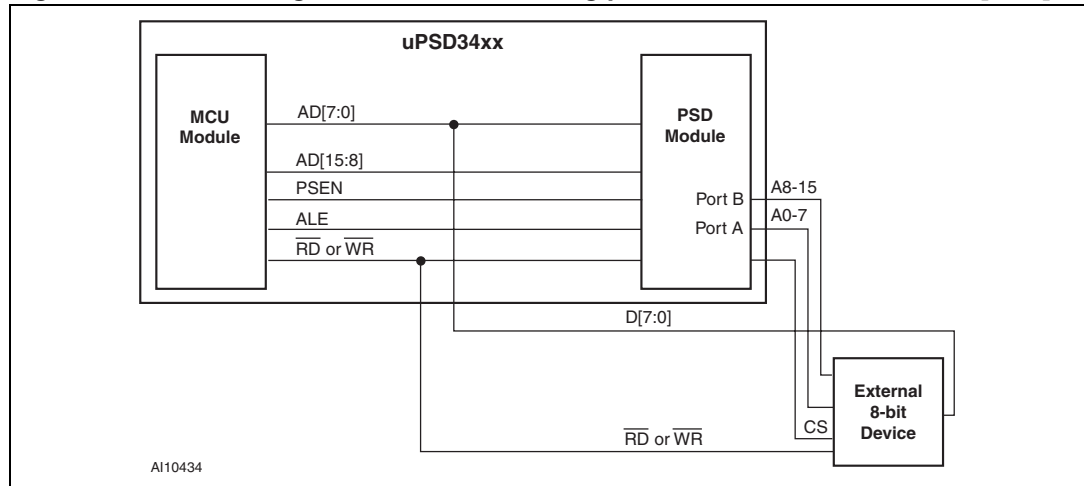 uPSD34xx
MCU
Module
AD[7:0]
AD[15:8]
PSEN
ALE
RD or WR
PSD
Module
Port B
Port A
A8-15
A0-7
D[7:0]
External
8-bit
Device
CS
RD or WR
AI10434